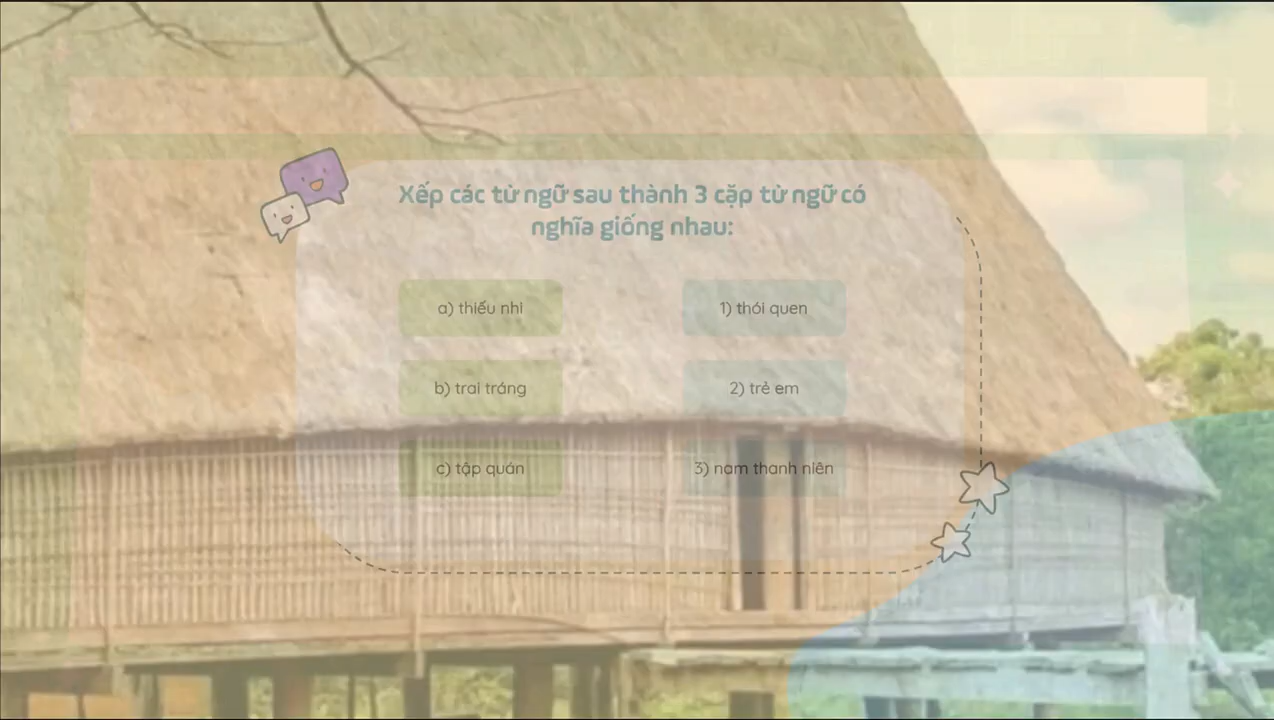 Xếp các từ ngữ sau thành 3 cặp từ ngữ có
nghĩa giống nhau:
a) thiếu nhi
1) thói quen
b) trai tráng
2) trẻ em
c) tập quán
3) nam thanh niên